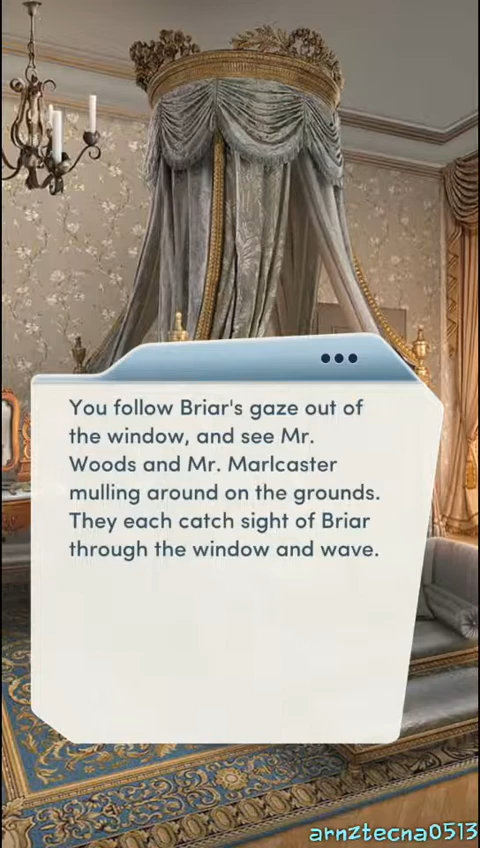 You follow Briar's gaze out of
the window, and see Mr.
Woods and Mr. Marlcaster
mulling around on the grounds.
They each catch sight of Briar
through the window and wave.
arnztecna0513